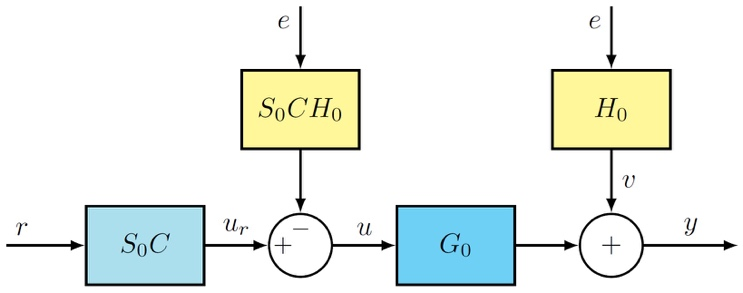 e e
S₀CH₀ H₀
v
r S₀C uᵣ + − u G₀ + y